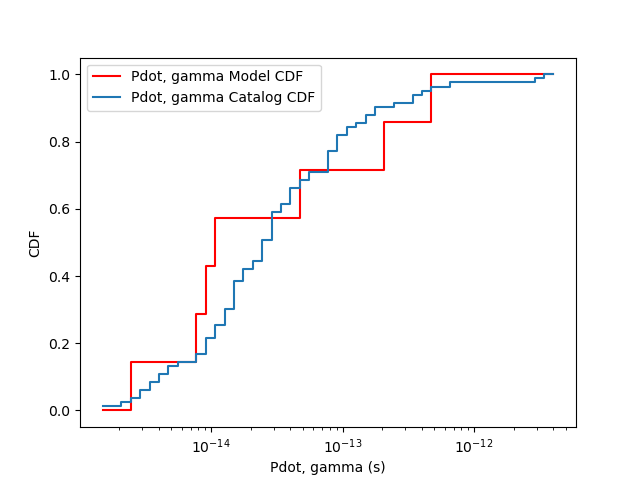 Pdot, gamma Model CDF
Pdot, gamma Catalog CDF
1.0
0.8
0.6
0.4
0.2
0.0
CDF
10⁻¹⁴
10⁻¹³
10⁻¹²
Pdot, gamma (s)